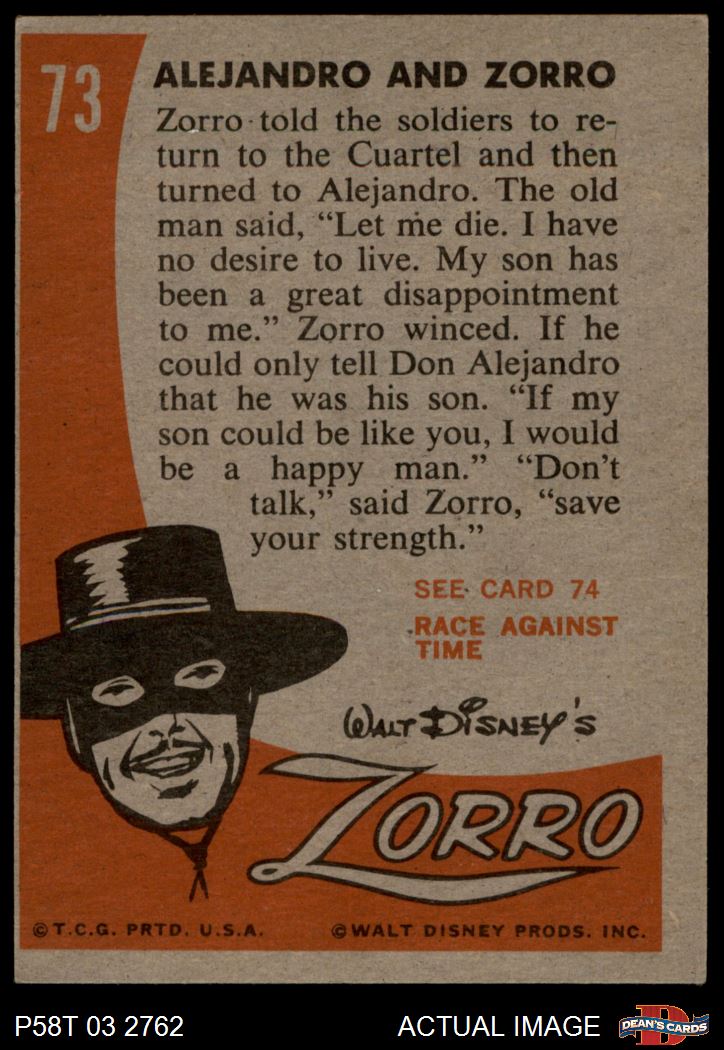 73
ALEJANDRO AND ZORRO
Zorro told the soldiers to re-
turn to the Cuartel and then
turned to Alejandro. The old
man said, “Let me die. I have
no desire to live. My son has
been a great disappointment
to me.” Zorro winced. If he
could only tell Don Alejandro
that he was his son. “If my
son could be like you, I would
be a happy man.” “Don't
talk,” said Zorro, “save
your strength.”
SEE CARD 74
RACE AGAINST
TIME
WALT DISNEY'S
ZORRO
©T.C.G. PRTD. U.S.A.
©WALT DISNEY PRODS. INC.
P58T 03 2762
ACTUAL IMAGE
D
DEAN'S CARDS